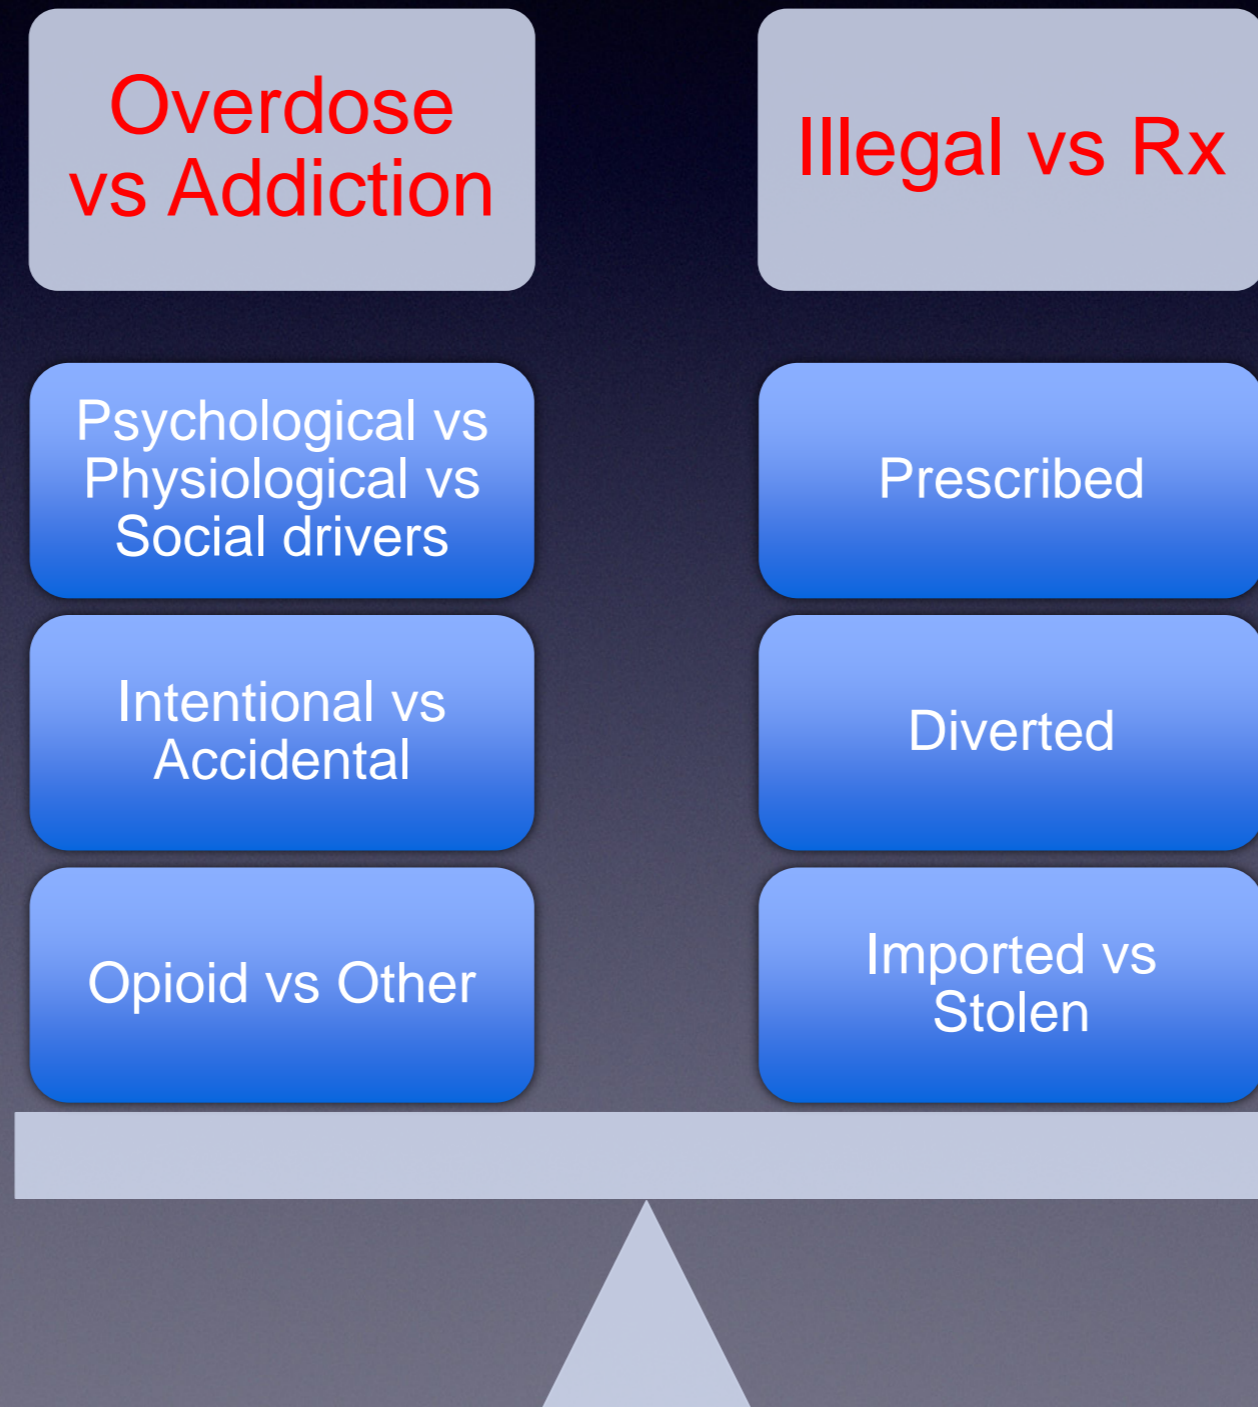 Overdose
vs Addiction
Psychological vs
Physiological vs
Social drivers
Intentional vs
Accidental
Opioid vs Other
Illegal vs Rx
Prescribed
Diverted
Imported vs
Stolen